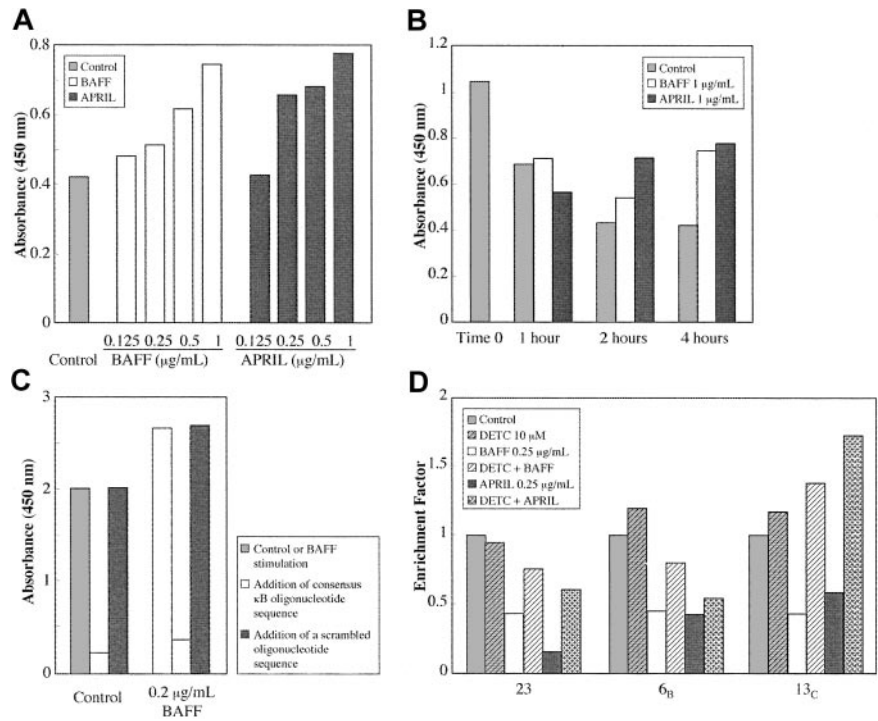 A
Absorbance (450 nm)
0.8
0.6
0.4
0.2
0
Control
BAFF
APRIL
0.125 0.25 0.5 1
0.125 0.25 0.5 1
Control BAFF (µg/mL) APRIL (µg/mL)
B
Absorbance (450 nm)
1.2
1
0.8
0.6
0.4
0.2
0
Control
BAFF 1 µg/mL
APRIL 1 µg/mL
Time 0 1 hour 2 hours 4 hours
C
Absorbance (450 nm)
3
2
1
0
Control 0.2 µg/mL
BAFF
Control or BAFF
stimulation
Addition of consensus
κB oligonucleotide
sequence
Addition of a scrambled
oligonucleotide
sequence
D
Enrichment Factor
2
1.5
1
0.5
0
Control
DETC 10 µM
BAFF 0.25 µg/mL
DETC + BAFF
APRIL 0.25 µg/mL
DETC + APRIL
23 6B 13C